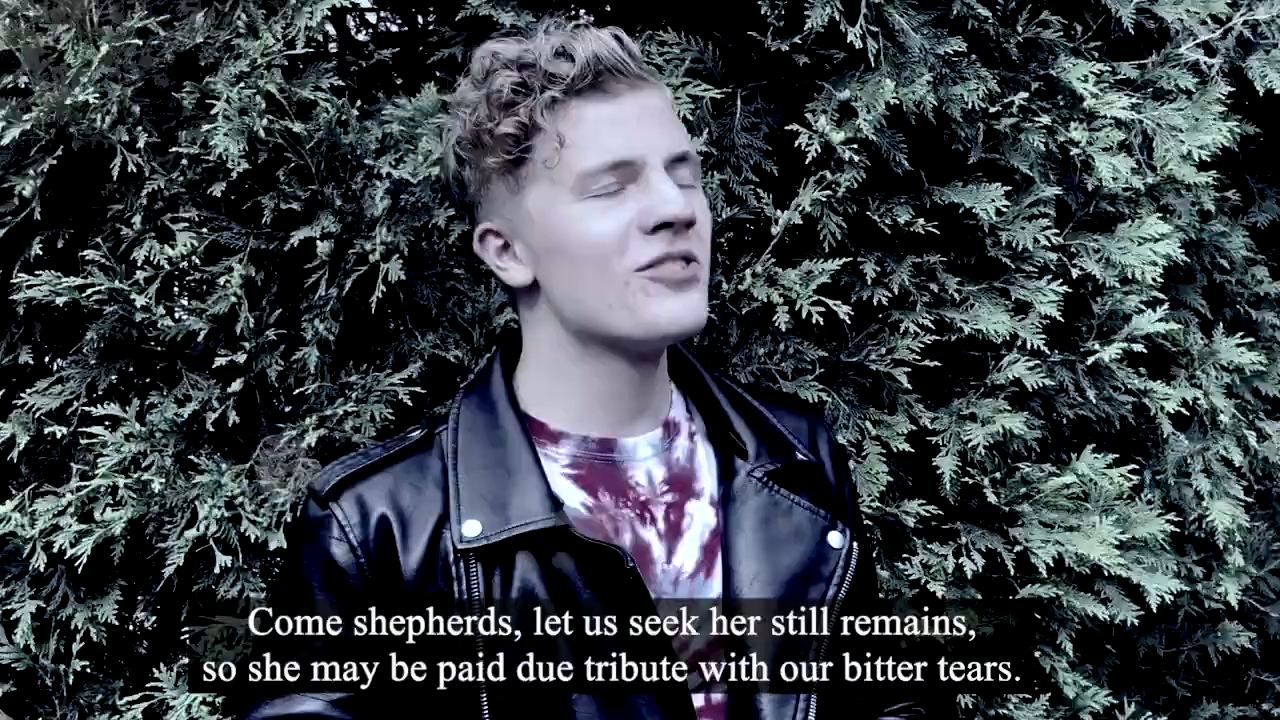 Come shepherds, let us seek her still remains,
so she may be paid due tribute with our bitter tears.